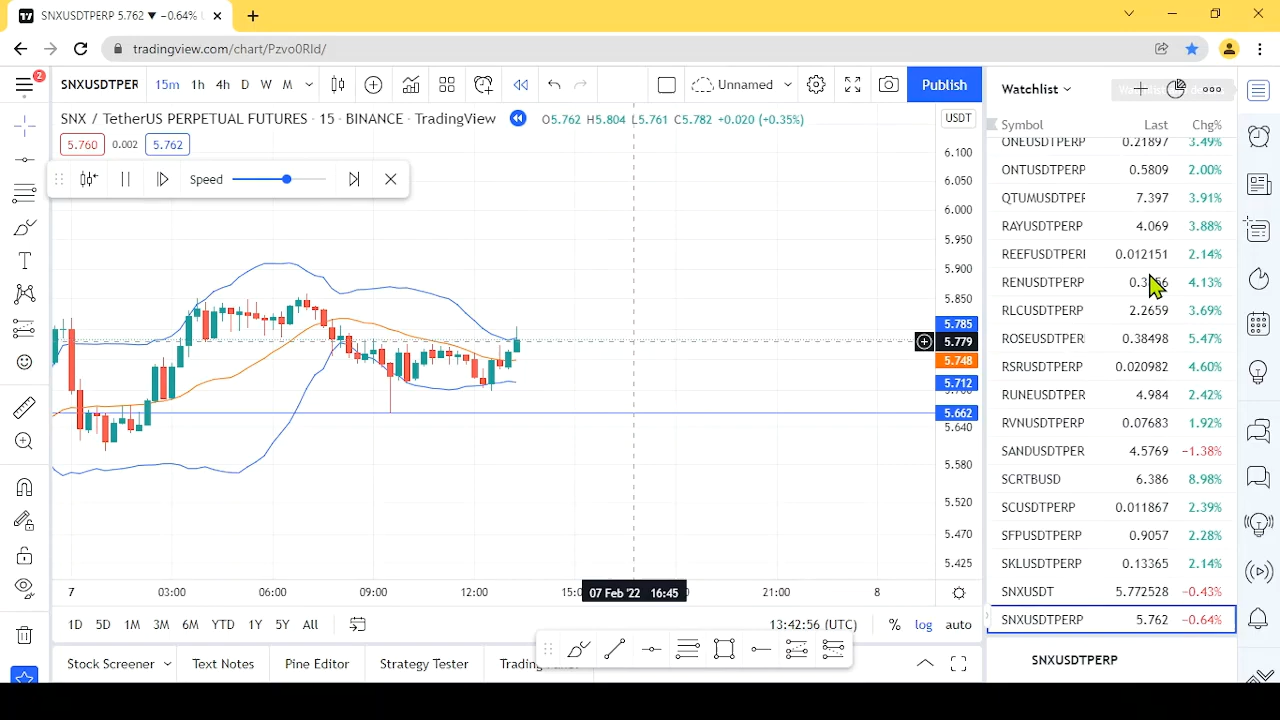 SNXUSDTPERP 5.762 ▼ −0.64%
tradingview.com/chart/Pzvo0Rld/
2
SNXUSDTPER 15m 1h 4h D W M Unnamed Publish
SNX / TetherUS PERPETUAL FUTURES · 15 · BINANCE · TradingView O5.762 H5.804 L5.761 C5.782 +0.020 (+0.35%)
5.760 0.002 5.762
Speed
USDT
6.100
6.050
6.000
5.950
5.900
5.850
5.785
5.779
5.748
5.712
5.662
5.640
5.580
5.520
5.470
5.425
7 03:00 06:00 09:00 12:00 07 Feb '22 16:45 21:00 8
1D 5D 1M 3M 6M YTD 1Y 5Y All 13:42:56 (UTC) % log auto
Stock Screener Text Notes Pine Editor Strategy Tester
Watchlist
Symbol Last Chg%
ONEUSDTPERP 0.21897 3.49%
ONTUSDTPERP 0.5809 2.00%
QTUMUSDTPEF 7.397 3.91%
RAYUSDTPERP 4.069 3.88%
REEFUSDTPERI 0.012151 2.14%
RENUSDTPERP 4.13%
RLCUSDTPERP 2.2659 3.69%
ROSEUSDTPER 0.38498 5.47%
RSRUSDTPERP 0.020982 4.60%
RUNEUSDTPER 4.984 2.42%
RVNUSDTPERP 0.07683 1.92%
SANDUSDTPER 4.5769 −1.38%
SCRTBUSD 6.386 8.98%
SCUSDTPERP 0.011867 2.39%
SFPUSDTPERP 0.9057 2.28%
SKLUSDTPERP 0.13365 2.14%
SNXUSDT 5.772528 −0.43%
SNXUSDTPERP 5.762 −0.64%
SNXUSDTPERP